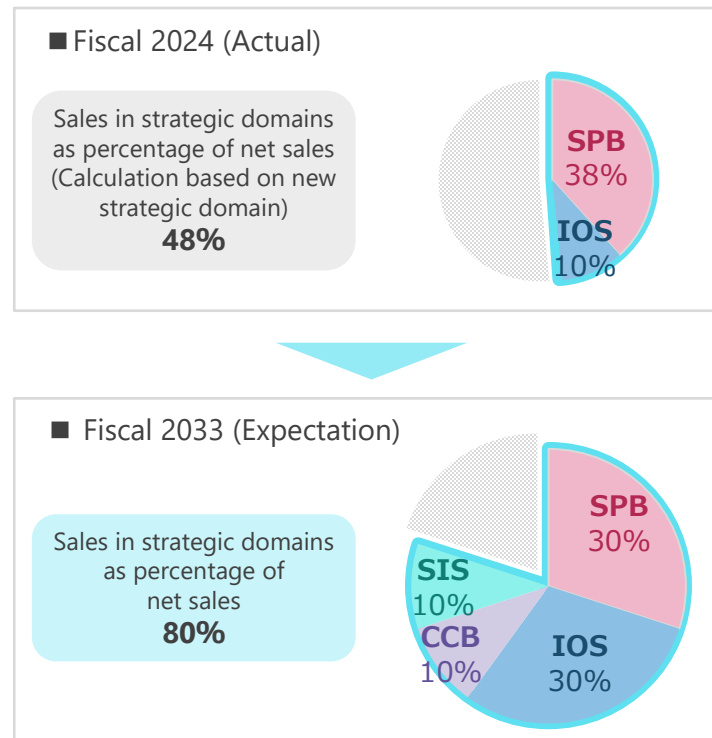 ■ Fiscal 2024 (Actual)
Sales in strategic domains
as percentage of net sales
(Calculation based on new
strategic domain)
48%
SPB
38%
IOS
10%
■ Fiscal 2033 (Expectation)
Sales in strategic domains
as percentage of
net sales
80%
SPB
30%
SIS
10%
CCB
10%
IOS
30%